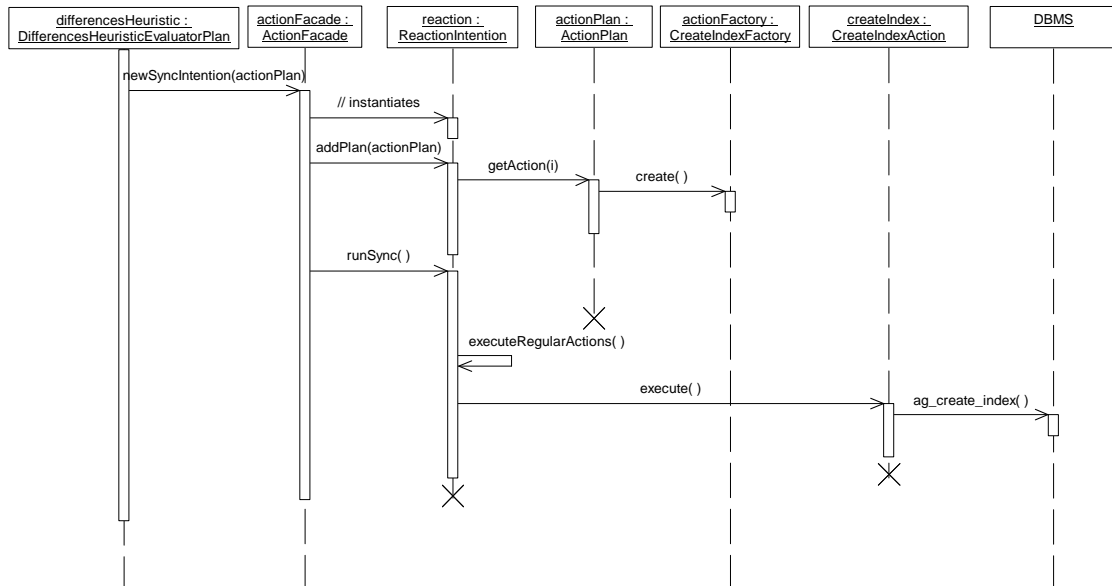 differencesHeuristic :
DifferencesHeuristicEvaluatorPlan
actionFacade :
ActionFacade
reaction :
ReactionIntention
actionPlan :
ActionPlan
actionFactory :
CreateIndexFactory
createIndex :
CreateIndexAction
DBMS
newSyncIntention(actionPlan)
// instantiates
addPlan(actionPlan)
getAction(i)
create( )
runSync( )
executeRegularActions( )
execute( )
ag_create_index( )